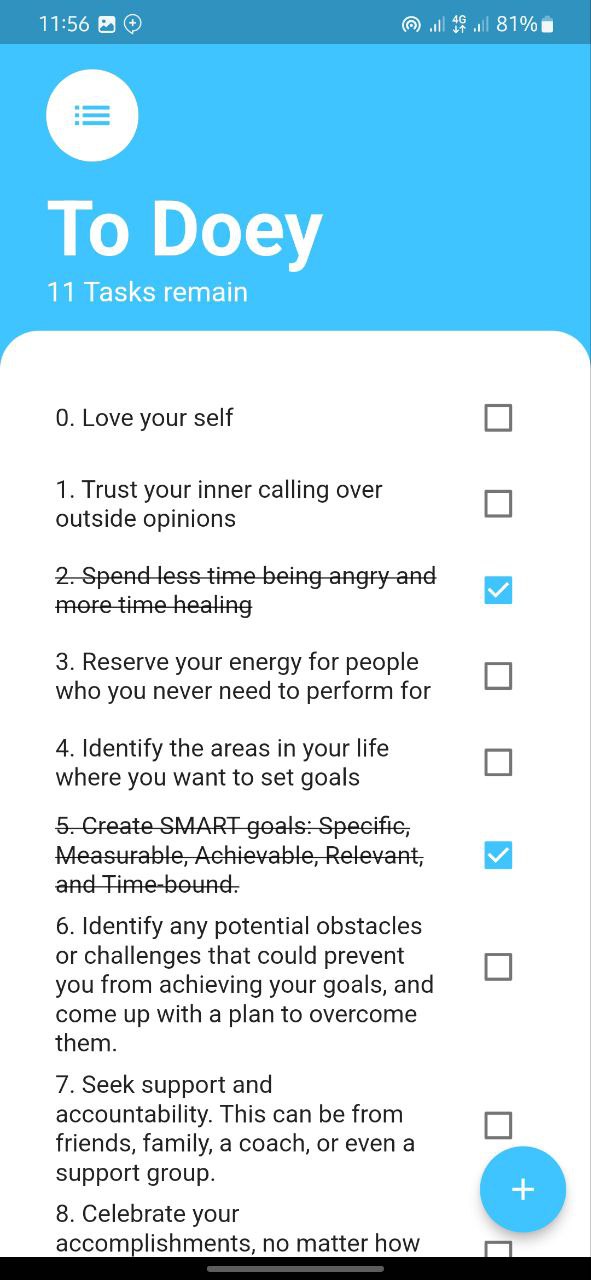 11:56
4G
81%
To Doey
11 Tasks remain
0. Love your self
1. Trust your inner calling over
outside opinions
2. Spend less time being angry and
more time healing
3. Reserve your energy for people
who you never need to perform for
4. Identify the areas in your life
where you want to set goals
5. Create SMART goals: Specific,
Measurable, Achievable, Relevant,
and Time-bound.
6. Identify any potential obstacles
or challenges that could prevent
you from achieving your goals, and
come up with a plan to overcome
them.
7. Seek support and
accountability. This can be from
friends, family, a coach, or even a
support group.
8. Celebrate your
accomplishments, no matter how